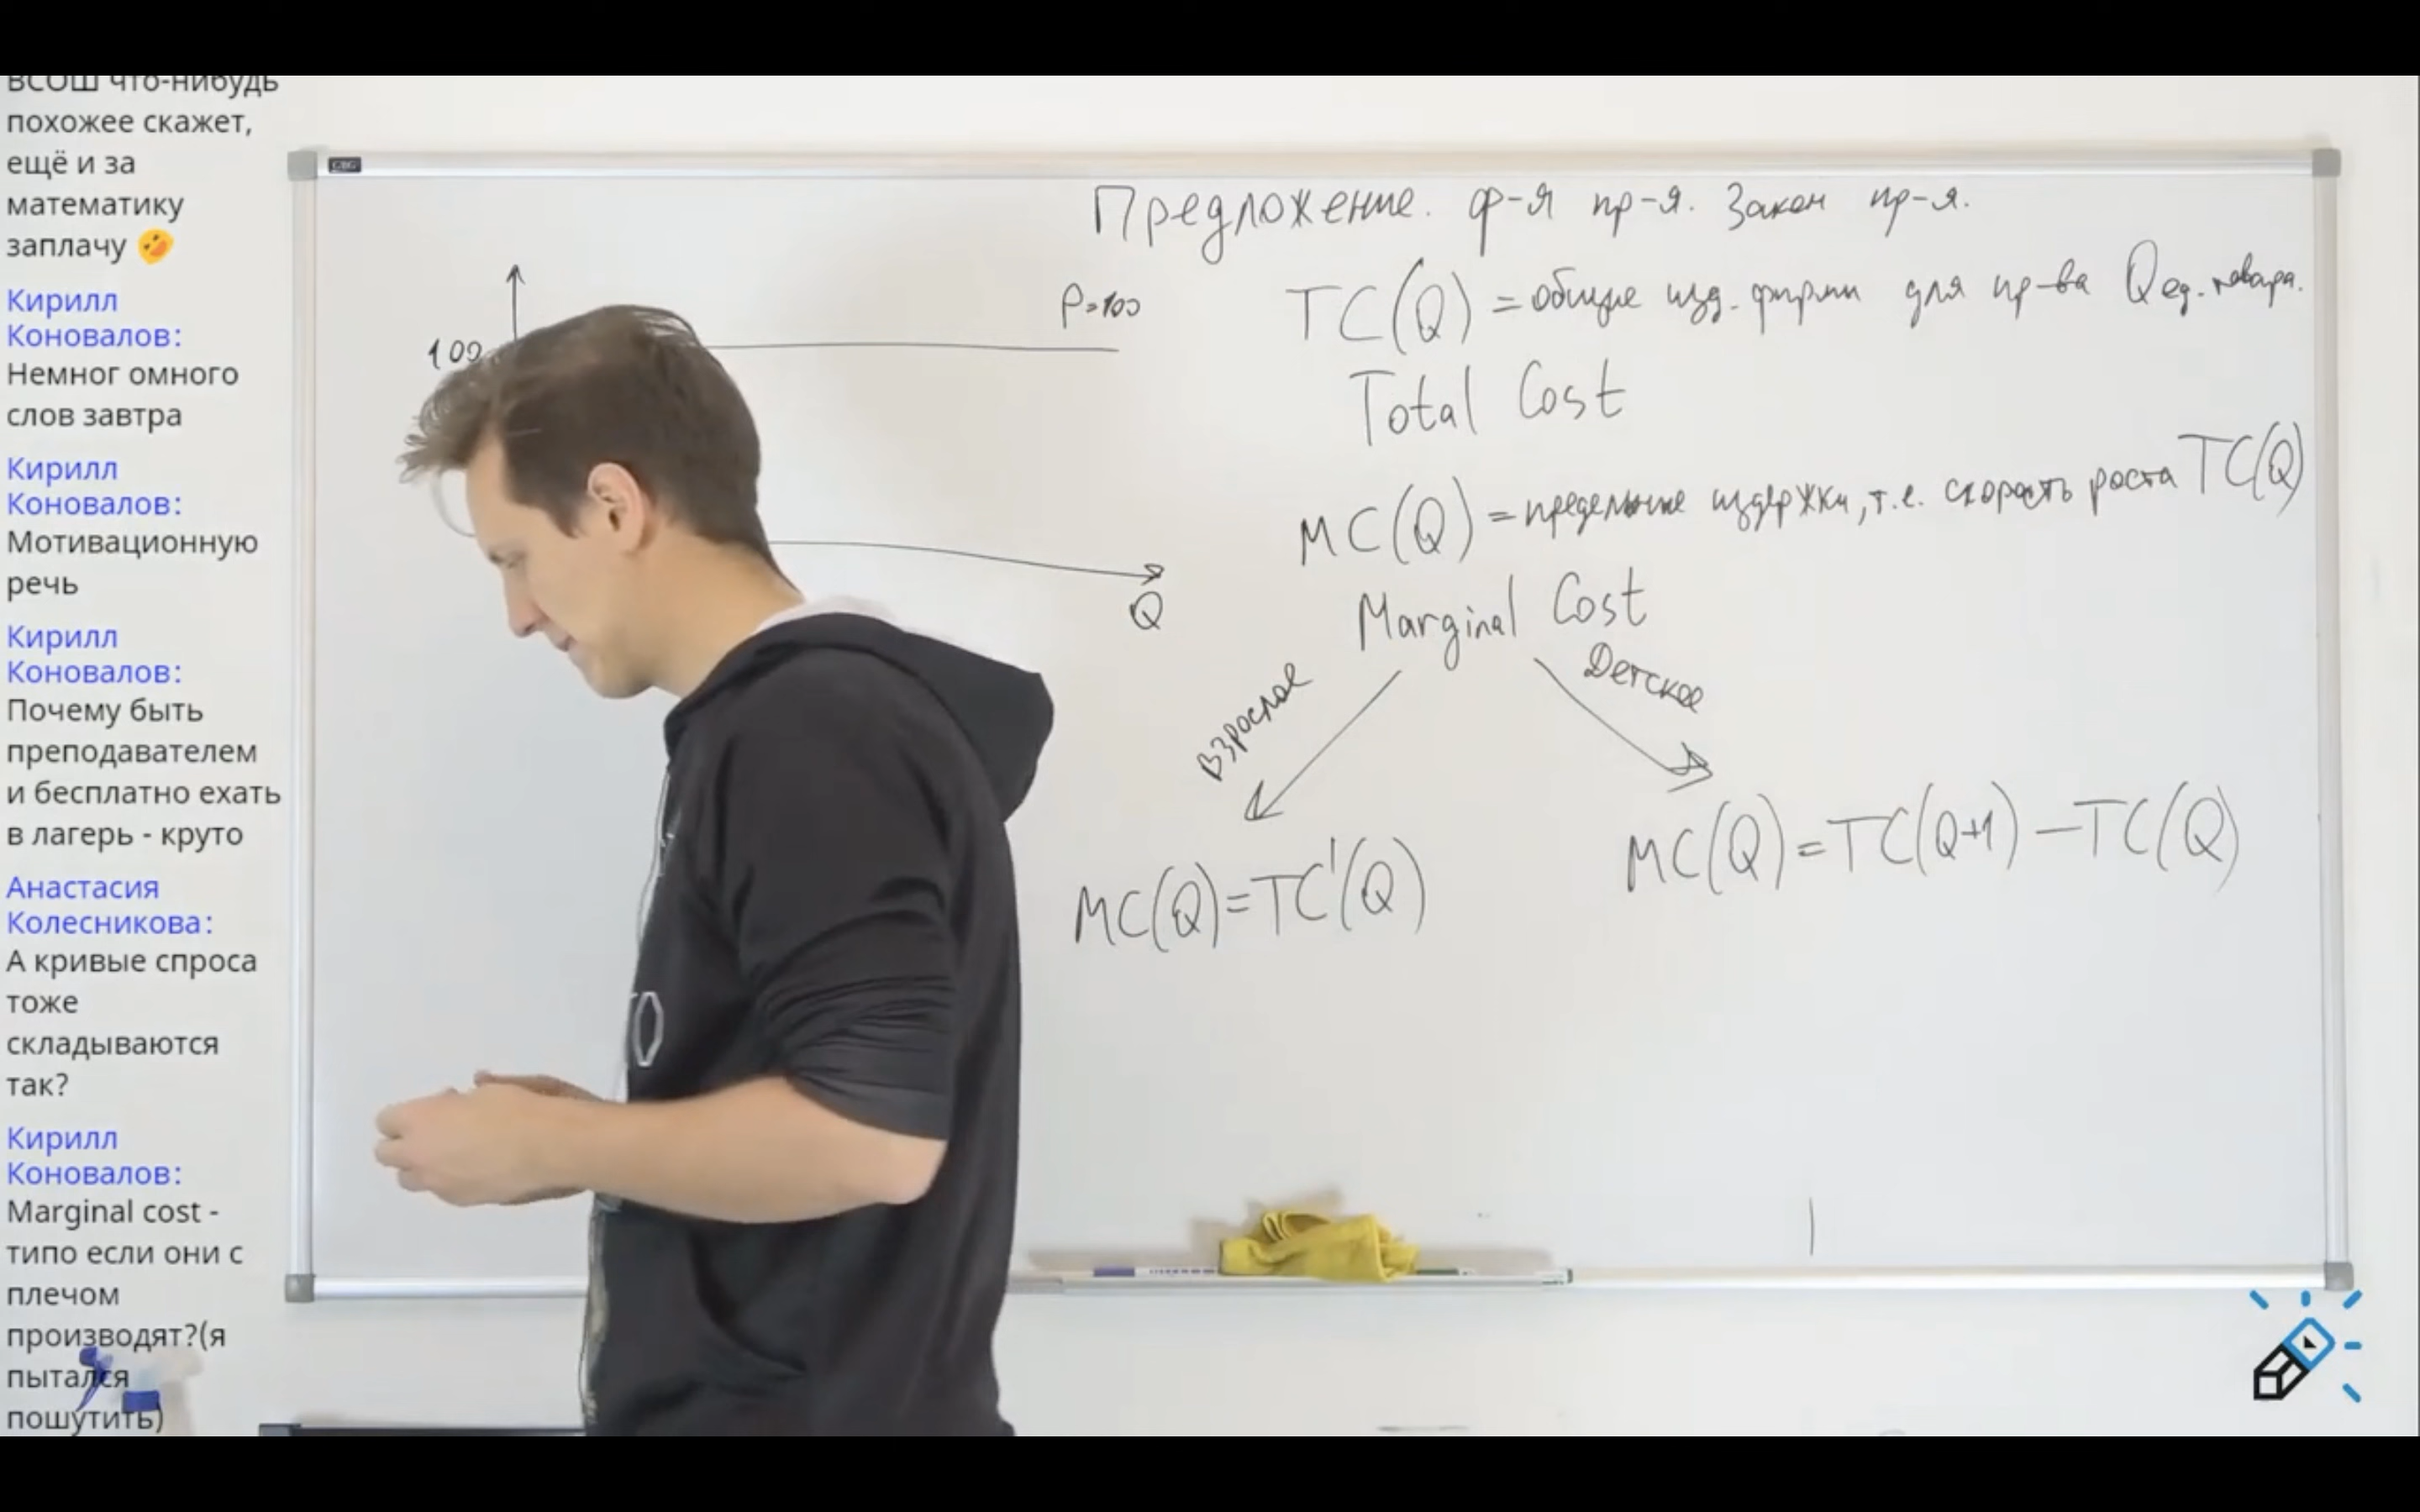 ВСОШ что-нибудь
похожее скажет,
ещё и за
математику
заплачу 🤣
Кирилл
Коновалов:
Немног омного
слов завтра
Кирилл
Коновалов:
Мотивационную
речь
Кирилл
Коновалов:
Почему быть
преподавателем
и бесплатно ехать
в лагерь - круто
Анастасия
Колесникова:
А кривые спроса
тоже
складываются
так?
Кирилл
Коновалов:
Marginal cost -
типо если они с
плечом
производят?(я
пытался
пошутить)
100
P=100
Q
Предложение. ф-я пр-я. Закон пр-я.
TC(Q) = общие изд. фирмы для пр-ва Q ед. товара.
Total Cost
MC(Q) = предельные издержки, т.е. скорость роста TC(Q)
Marginal Cost
Взрослое
Детское
MC(Q)=TC'(Q)
MC(Q)=TC(Q+1)-TC(Q)